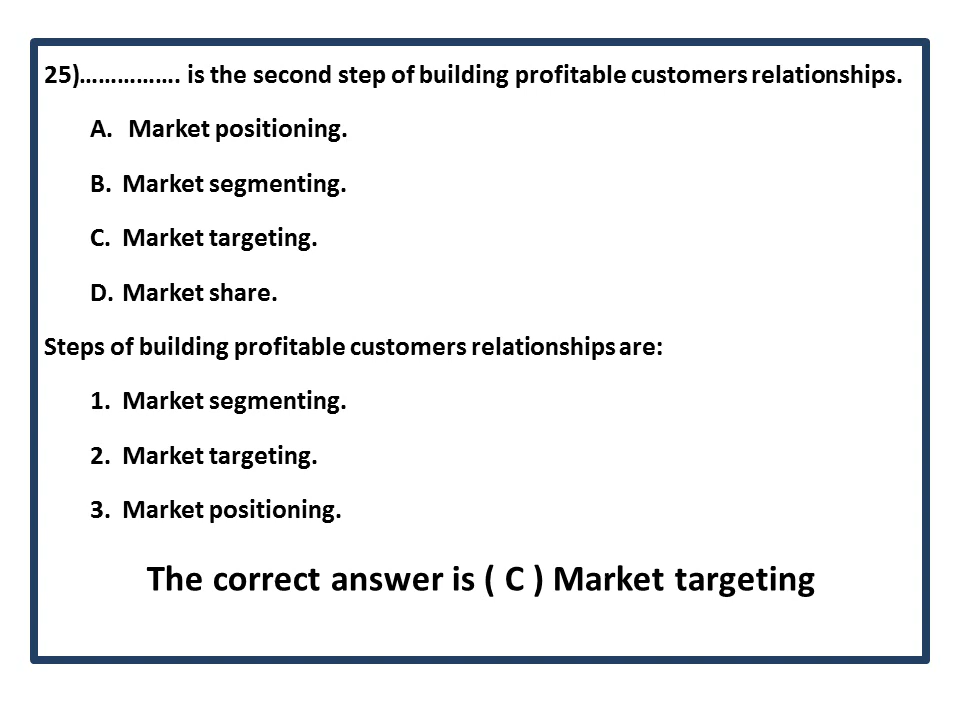 25)……………. is the second step of building profitable customers relationships.
A. Market positioning.
B. Market segmenting.
C. Market targeting.
D. Market share.
Steps of building profitable customers relationships are:
1. Market segmenting.
2. Market targeting.
3. Market positioning.
The correct answer is ( C ) Market targeting